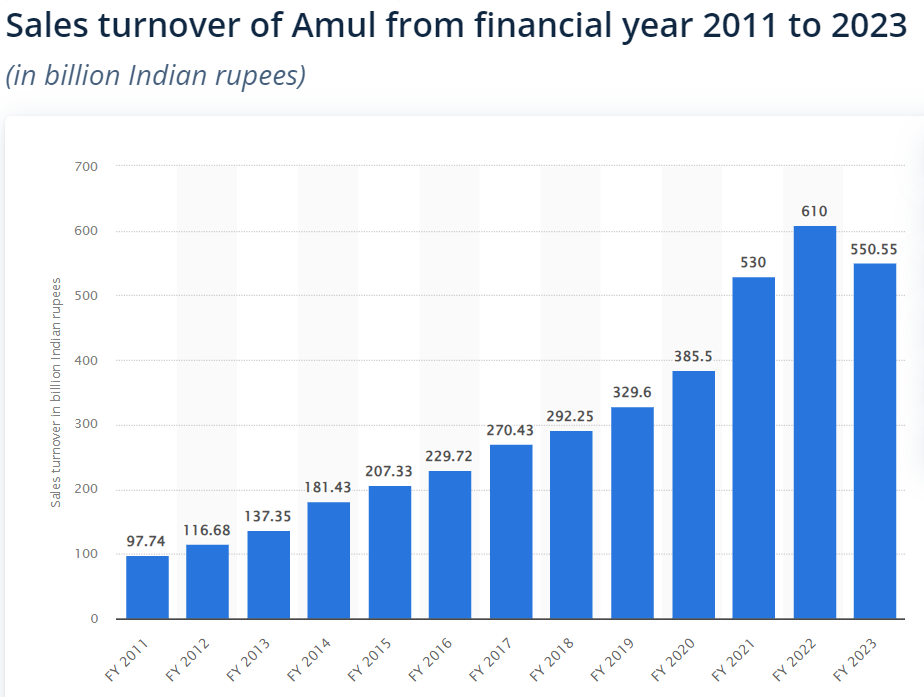 Sales turnover of Amul from financial year 2011 to 2023
(in billion Indian rupees)
Sales turnover in billion Indian rupees
700
600
500
400
300
200
100
0
97.74
116.68
137.35
181.43
207.33
229.72
270.43
292.25
329.6
385.5
530
610
550.55
FY 2011
FY 2012
FY 2013
FY 2014
FY 2015
FY 2016
FY 2017
FY 2018
FY 2019
FY 2020
FY 2021
FY 2022
FY 2023